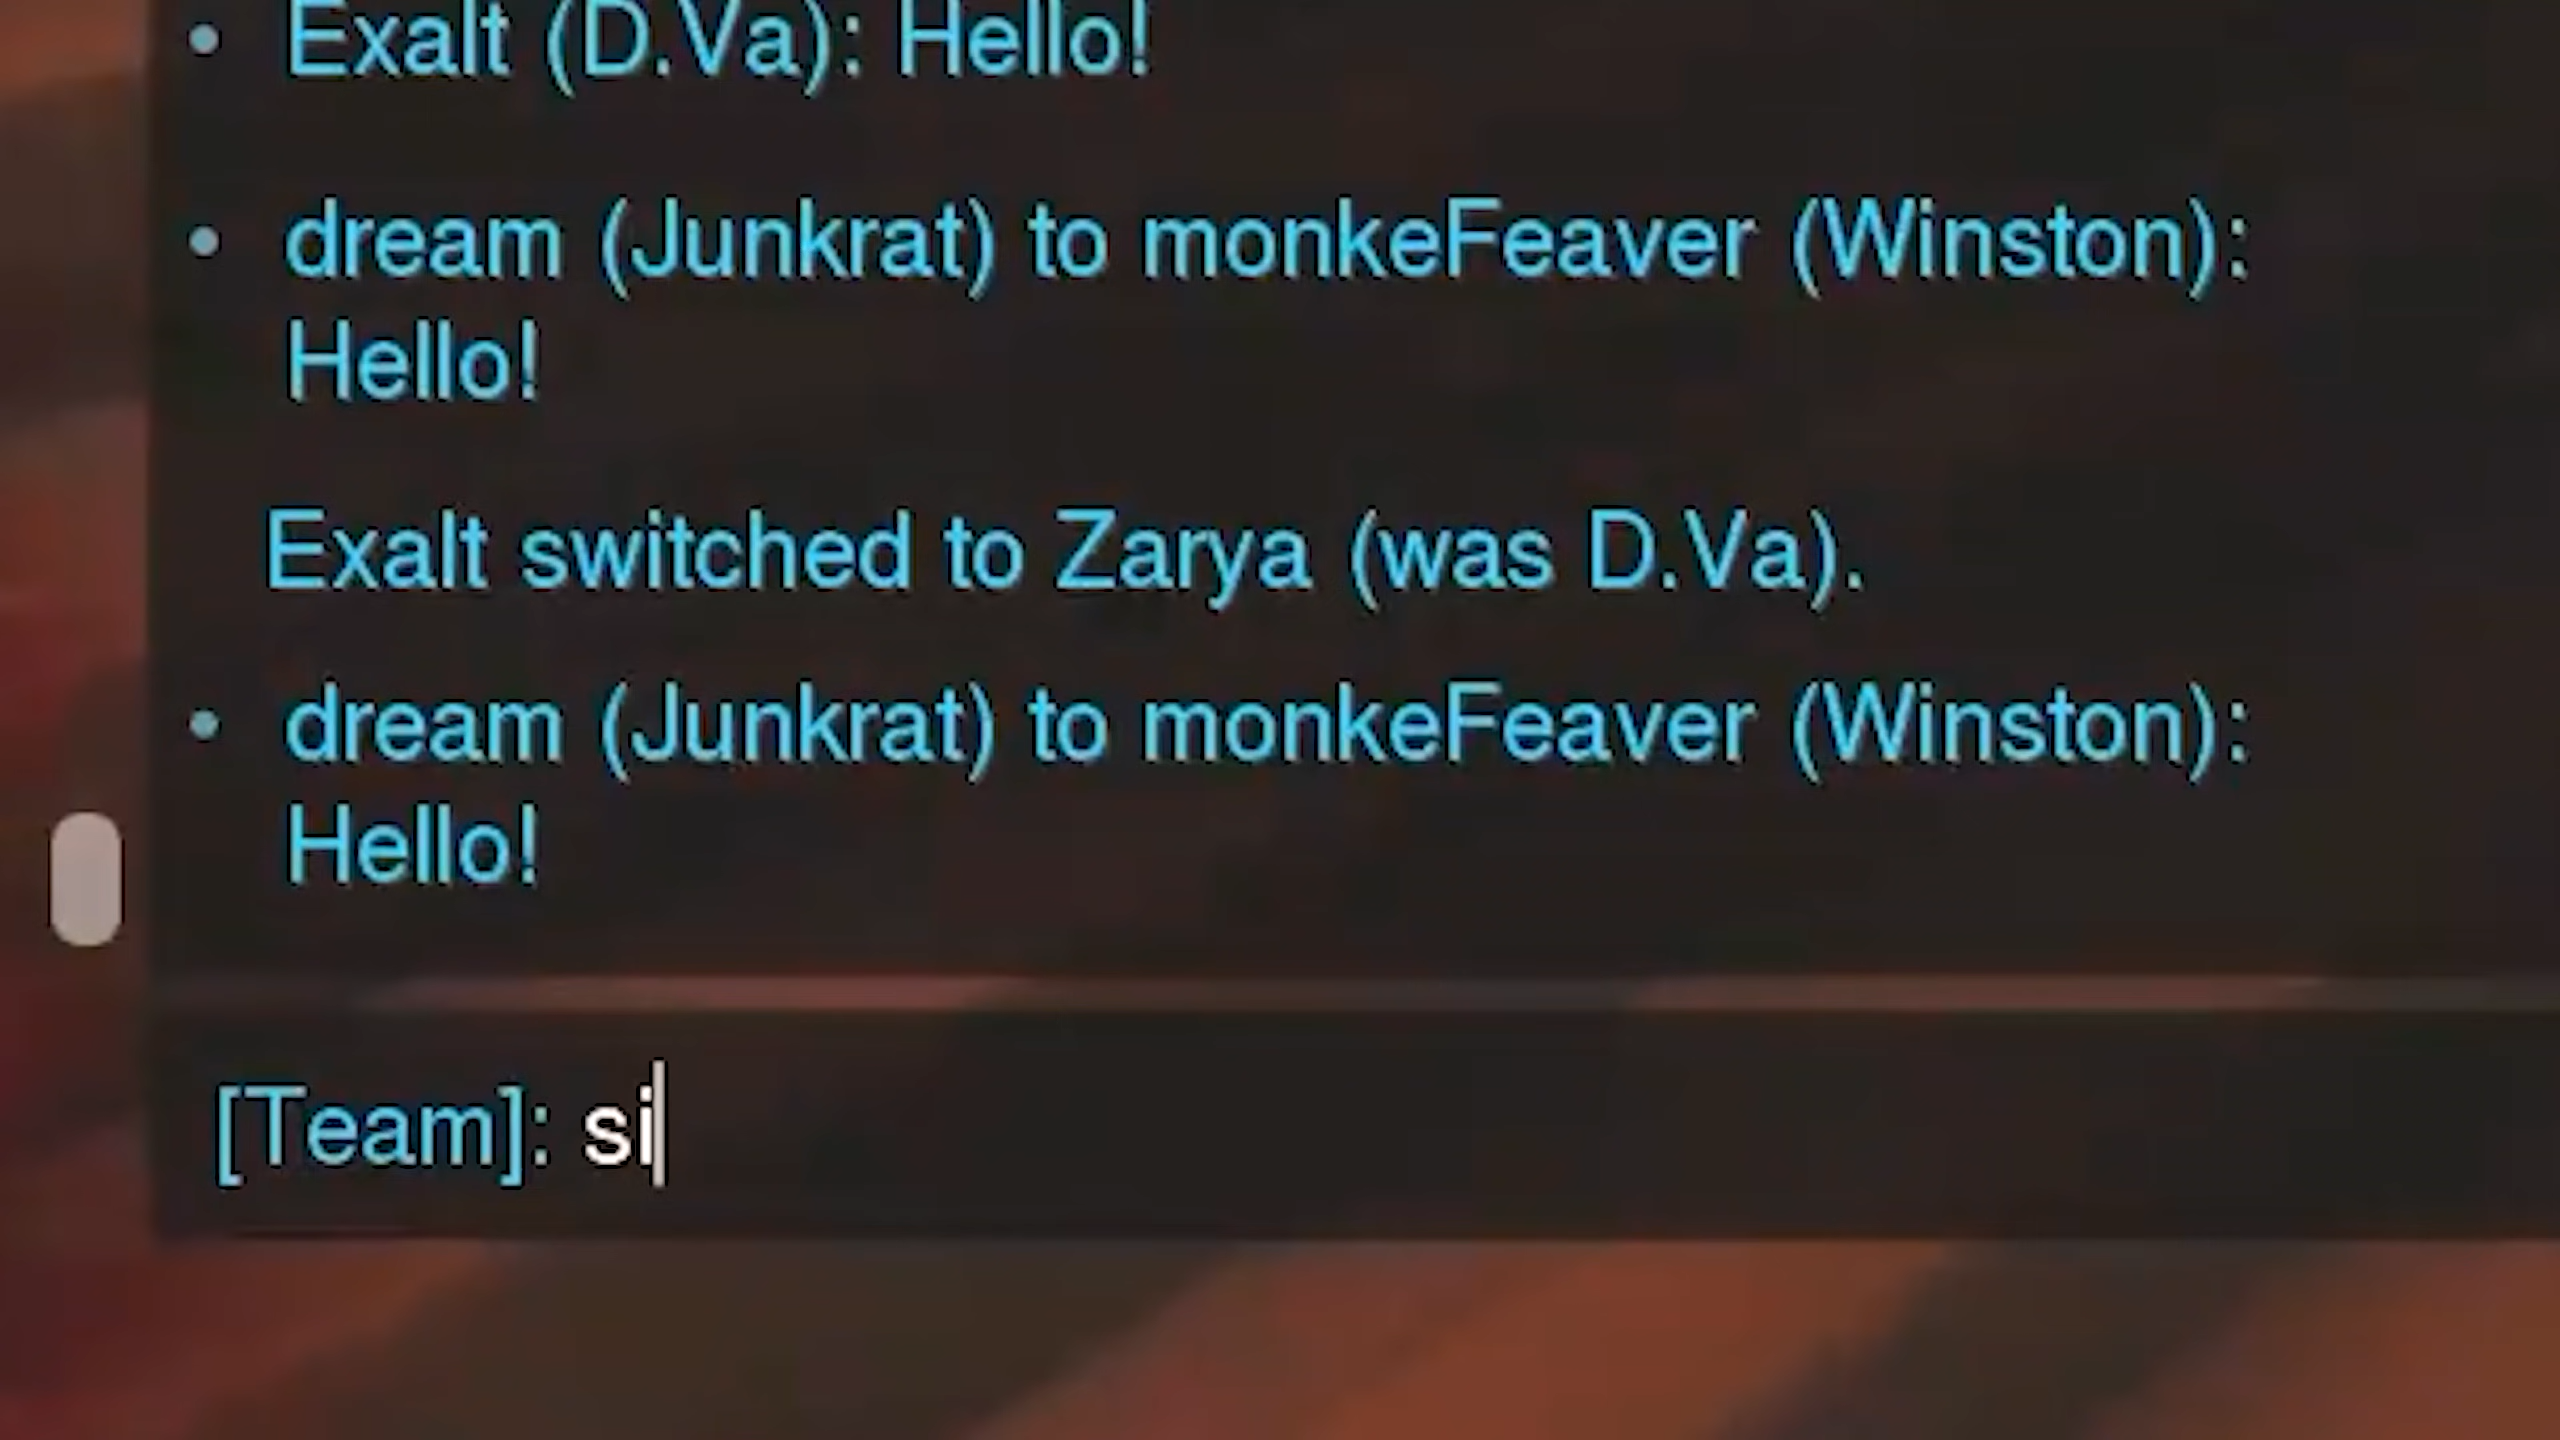 • Exalt (D.Va): Hello!
• dream (Junkrat) to monkeFeaver (Winston):
Hello!
Exalt switched to Zarya (was D.Va).
• dream (Junkrat) to monkeFeaver (Winston):
Hello!
[Team]: si